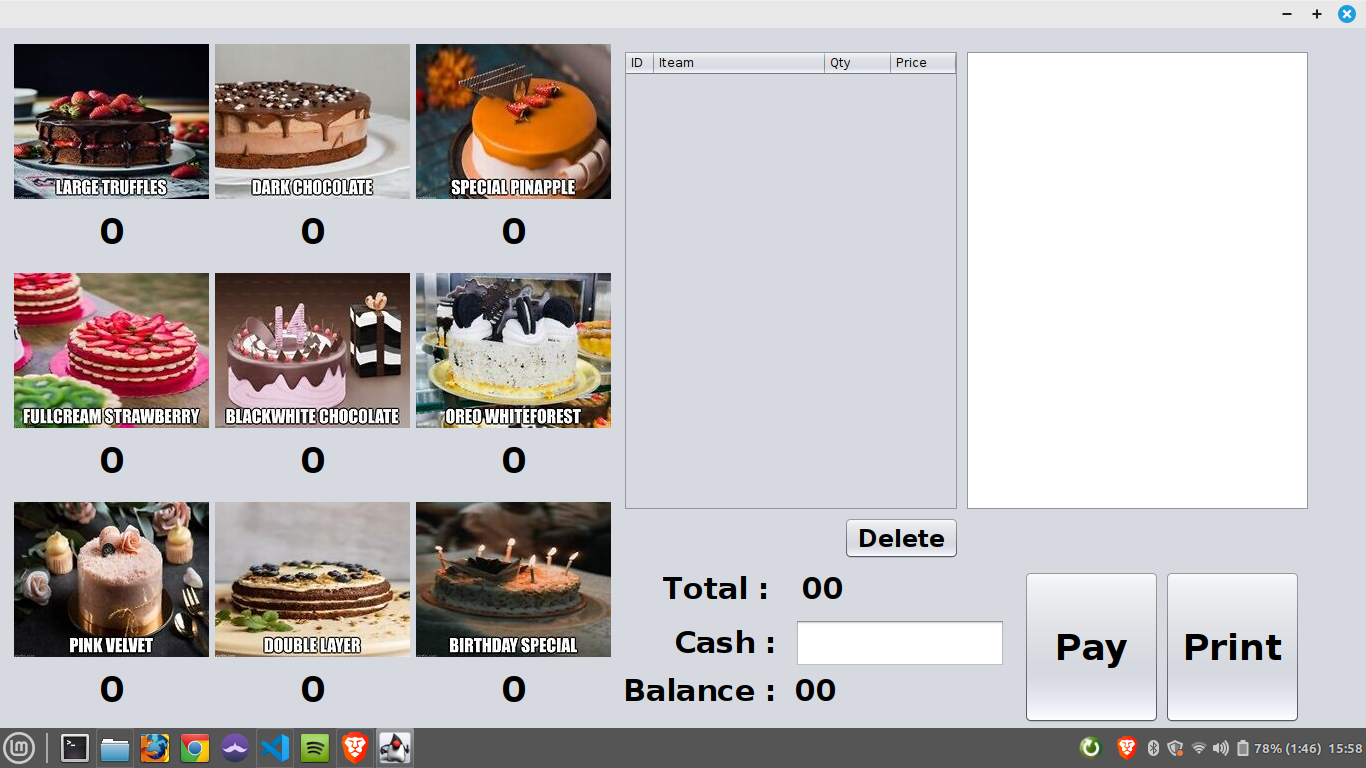 LARGE TRUFFLES
DARK CHOCOLATE
SPECIAL PINAPPLE
0
0
0
FULLCREAM STRAWBERRY
BLACKWHITE CHOCOLATE
OREO WHITEFOREST
0
0
0
PINK VELVET
DOUBLE LAYER
BIRTHDAY SPECIAL
0
0
0
ID Iteam Qty Price
Delete
Total : 00
Cash :
Balance : 00
Pay
Print
78% (1:46) 15:58